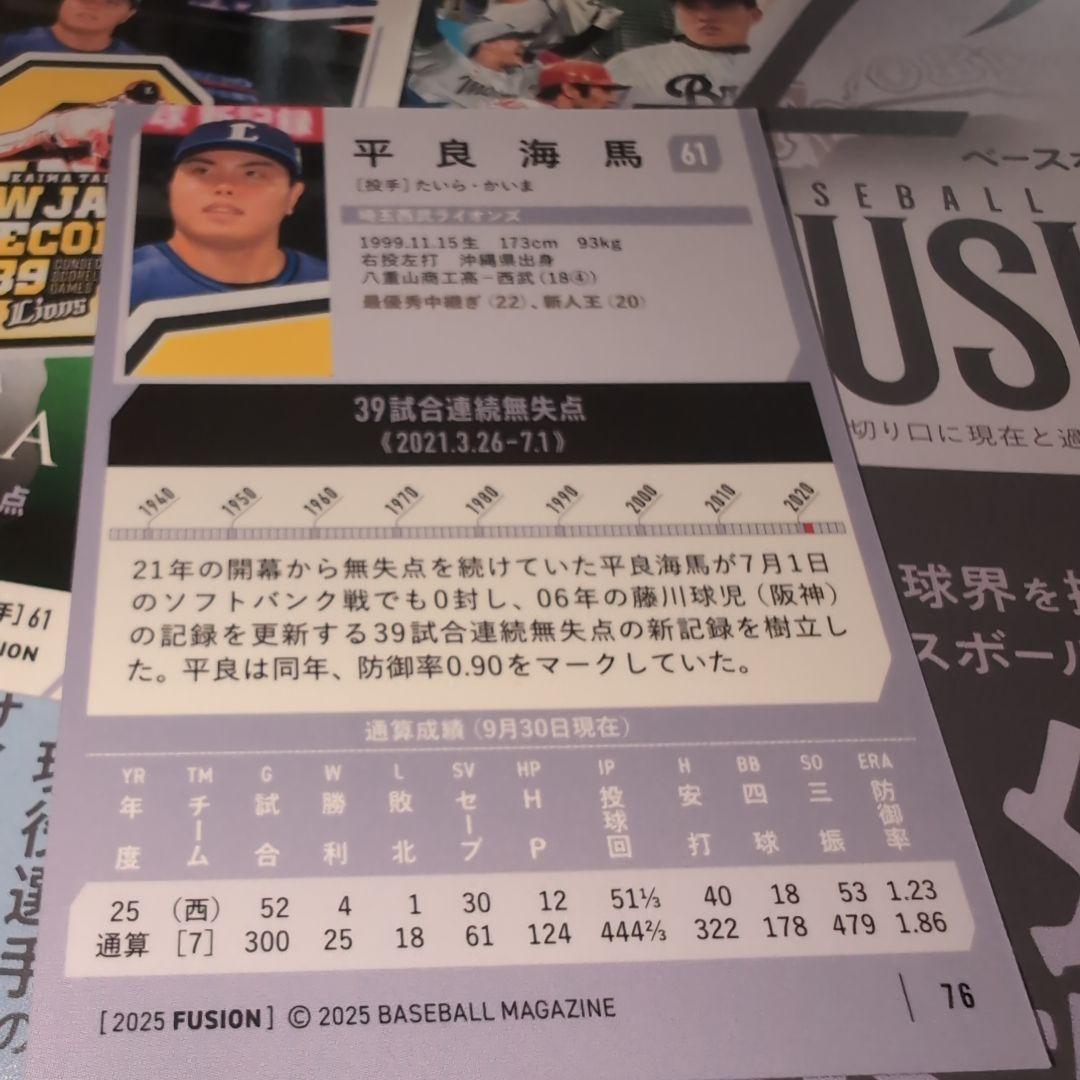 平良海馬 61
[投手]たいら・かいま
埼玉西武ライオンズ
1999.11.15生 173cm 93kg
右投左打 沖縄県出身
八重山商工高－西武(18④)
最優秀中継ぎ(22)、新人王(20)
39試合連続無失点
《2021.3.26-7.1》
1940 1950 1960 1970 1980 1990 2000 2010 2020
21年の開幕から無失点を続けていた平良海馬が7月1日
のソフトバンク戦でも0封し、06年の藤川球児(阪神)
の記録を更新する39試合連続無失点の新記録を樹立し
た。平良は同年、防御率0.90をマークしていた。
通算成績(9月30日現在)
YR TM G W L SV HP IP H BB SO ERA
年度 チーム 試合 勝利 敗北 セーブ HP 投球回 安打 四球 三振 防御率
25 (西) 52 4 1 30 12 51⅓ 40 18 53 1.23
通算 [7] 300 25 18 61 124 444⅔ 322 178 479 1.86
[2025 FUSION] © 2025 BASEBALL MAGAZINE
76
W JA
ECO
39
Lions
A
点
手] 61
ION
ベースボ
SEBALL
USI
切り口に現在と過
球界を
スボール